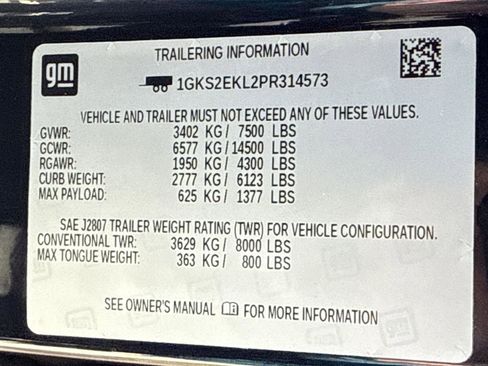 gm
TRAILERING INFORMATION
1GKS2EKL2PR314573
VEHICLE AND TRAILER MUST NOT EXCEED ANY OF THESE VALUES.
GVWR: 3402 KG/ 7500 LBS
GCWR: 6577 KG/14500 LBS
RGAWR: 1950 KG/ 4300 LBS
CURB WEIGHT: 2777 KG/ 6123 LBS
MAX PAYLOAD: 625 KG/ 1377 LBS
SAE J2807 TRAILER WEIGHT RATING (TWR) FOR VEHICLE CONFIGURATION.
CONVENTIONAL TWR: 3629 KG/ 8000 LBS
MAX TONGUE WEIGHT: 363 KG/ 800 LBS
SEE OWNER'S MANUAL FOR MORE INFORMATION